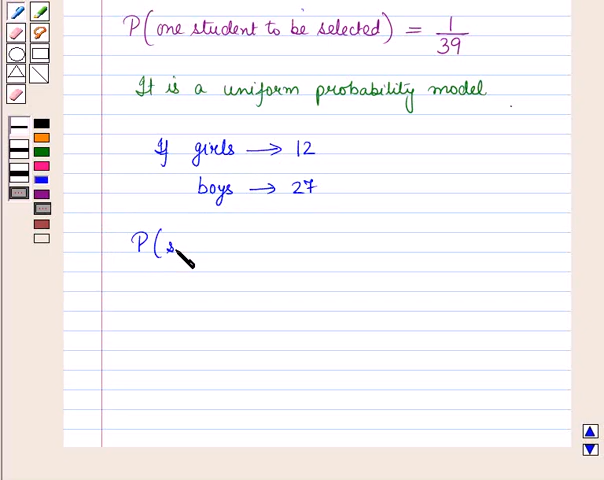 P(one student to be selected) = 1/39
It is a uniform probability model .
If girls → 12
boys → 27
P(s